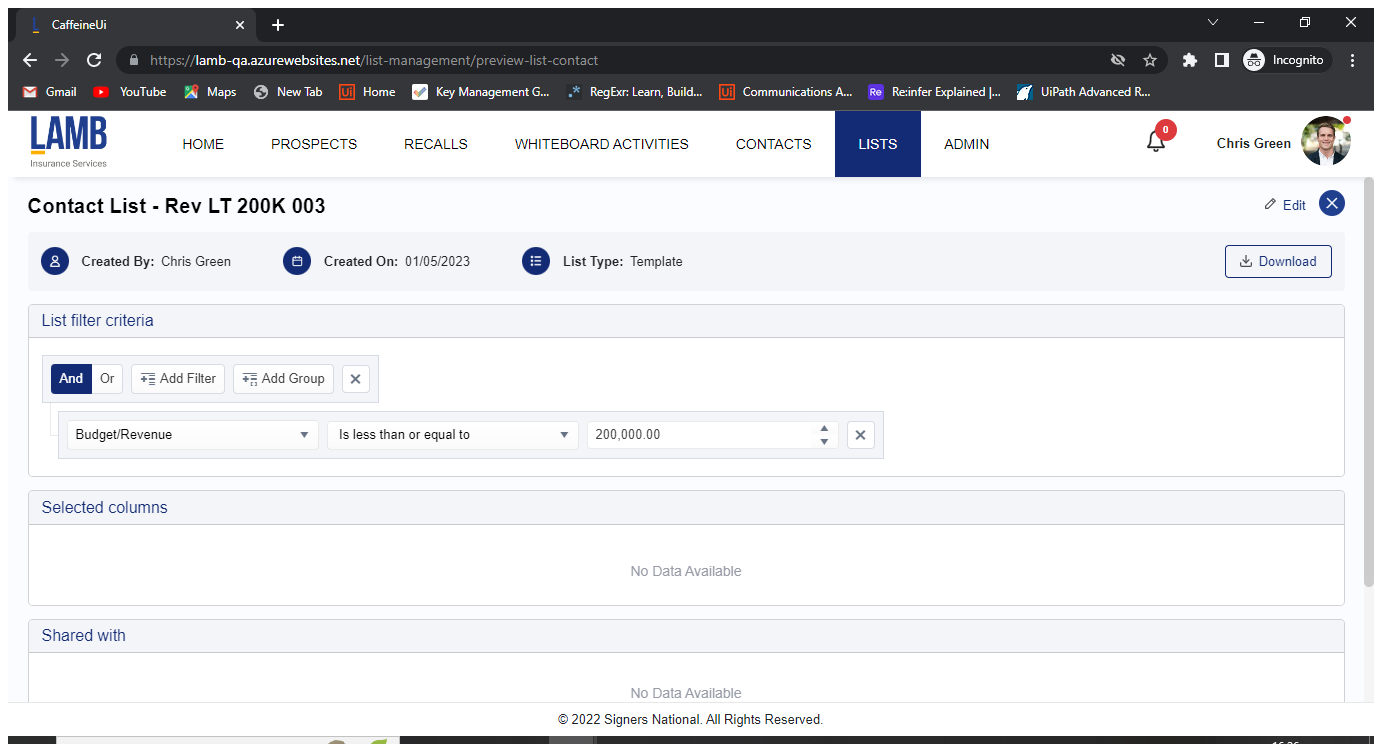 CaffeineUi
https://lamb-qa.azurewebsites.net/list-management/preview-list-contact
Incognito
Gmail YouTube Maps New Tab Ui Home Key Management G... .* RegExr: Learn, Build... Ui Communications A... Re Re:infer Explained |... UiPath Advanced R...
LAMB
Insurance Services
HOME PROSPECTS RECALLS WHITEBOARD ACTIVITIES CONTACTS LISTS ADMIN 0 Chris Green
Contact List - Rev LT 200K 003 Edit
Created By: Chris Green Created On: 01/05/2023 List Type: Template Download
List filter criteria
And Or Add Filter Add Group
Budget/Revenue Is less than or equal to 200,000.00
Selected columns
No Data Available
Shared with
No Data Available
© 2022 Signers National. All Rights Reserved.